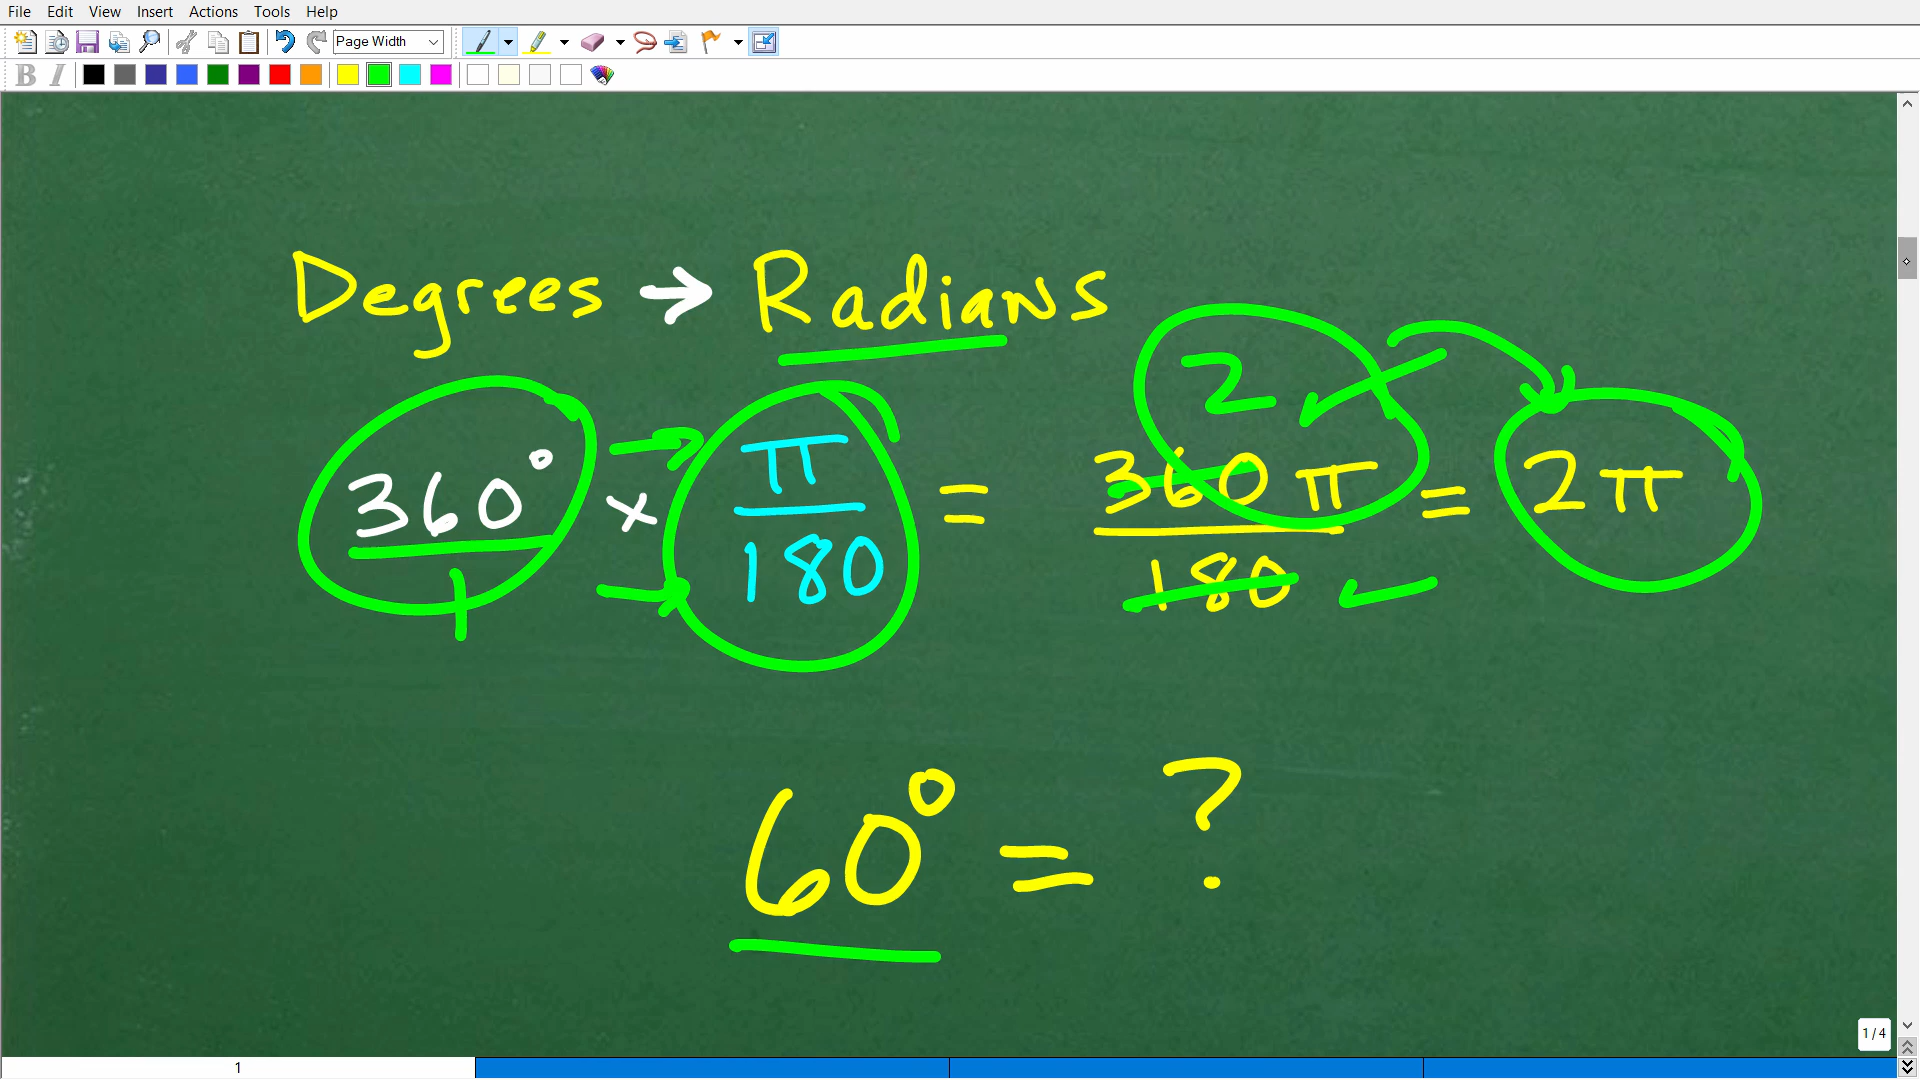 File Edit View Insert Actions Tools Help
Page Width
B I
Degrees → Radians
2
360° × π/180 = 360π/180 = 2π
1
60° = ?
1 / 4
1